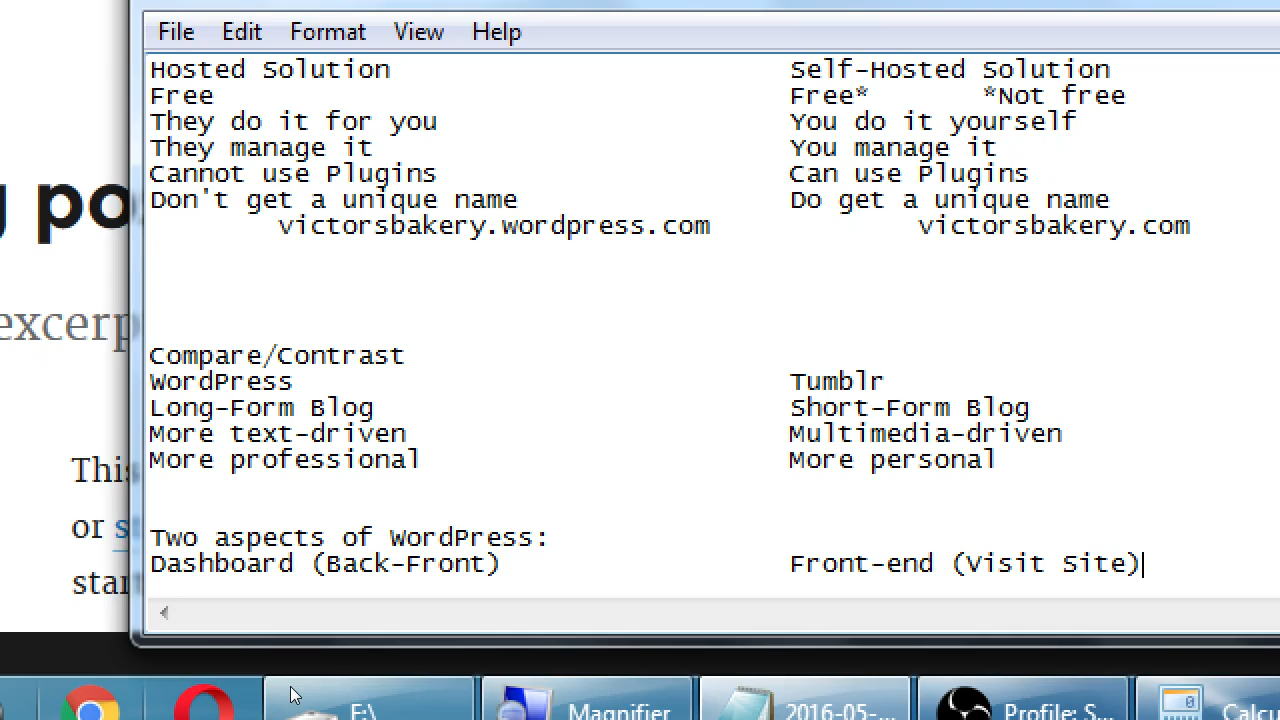 File Edit Format View Help
Hosted Solution Self-Hosted Solution
Free Free* *Not free
They do it for you You do it yourself
They manage it You manage it
Cannot use Plugins Can use Plugins
Don't get a unique name Do get a unique name
victorsbakery.wordpress.com victorsbakery.com
po
excerp
Compare/Contrast
WordPress Tumblr
Long-Form Blog Short-Form Blog
More text-driven Multimedia-driven
More professional More personal
This
or
star
Two aspects of WordPress:
Dashboard (Back-Front) Front-end (Visit Site)
F:\ Magnifier 2016-05-... Profile: S... Calcu